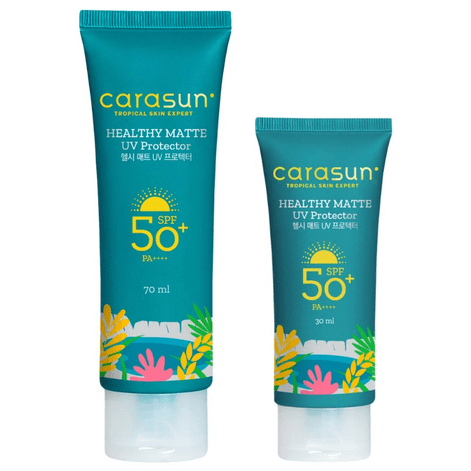 carasun
TROPICAL SKIN EXPERT
HEALTHY MATTE
UV Protector
헬시 매트 UV 프로텍터
SPF
50+
PA++++
70 ml
carasun
TROPICAL SKIN EXPERT
HEALTHY MATTE
UV Protector
헬시 매트 UV 프로텍터
SPF
50+
PA++++
30 ml